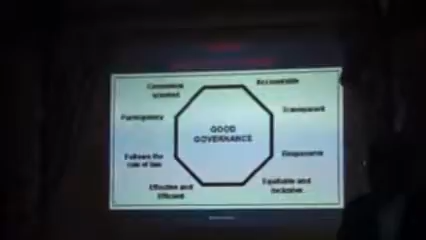 Consensus
oriented
Accountable
Participatory
Transparent
GOOD
GOVERNANCE
Follows the
rule of law
Responsive
Effective and
Efficient
Equitable and
Inclusive